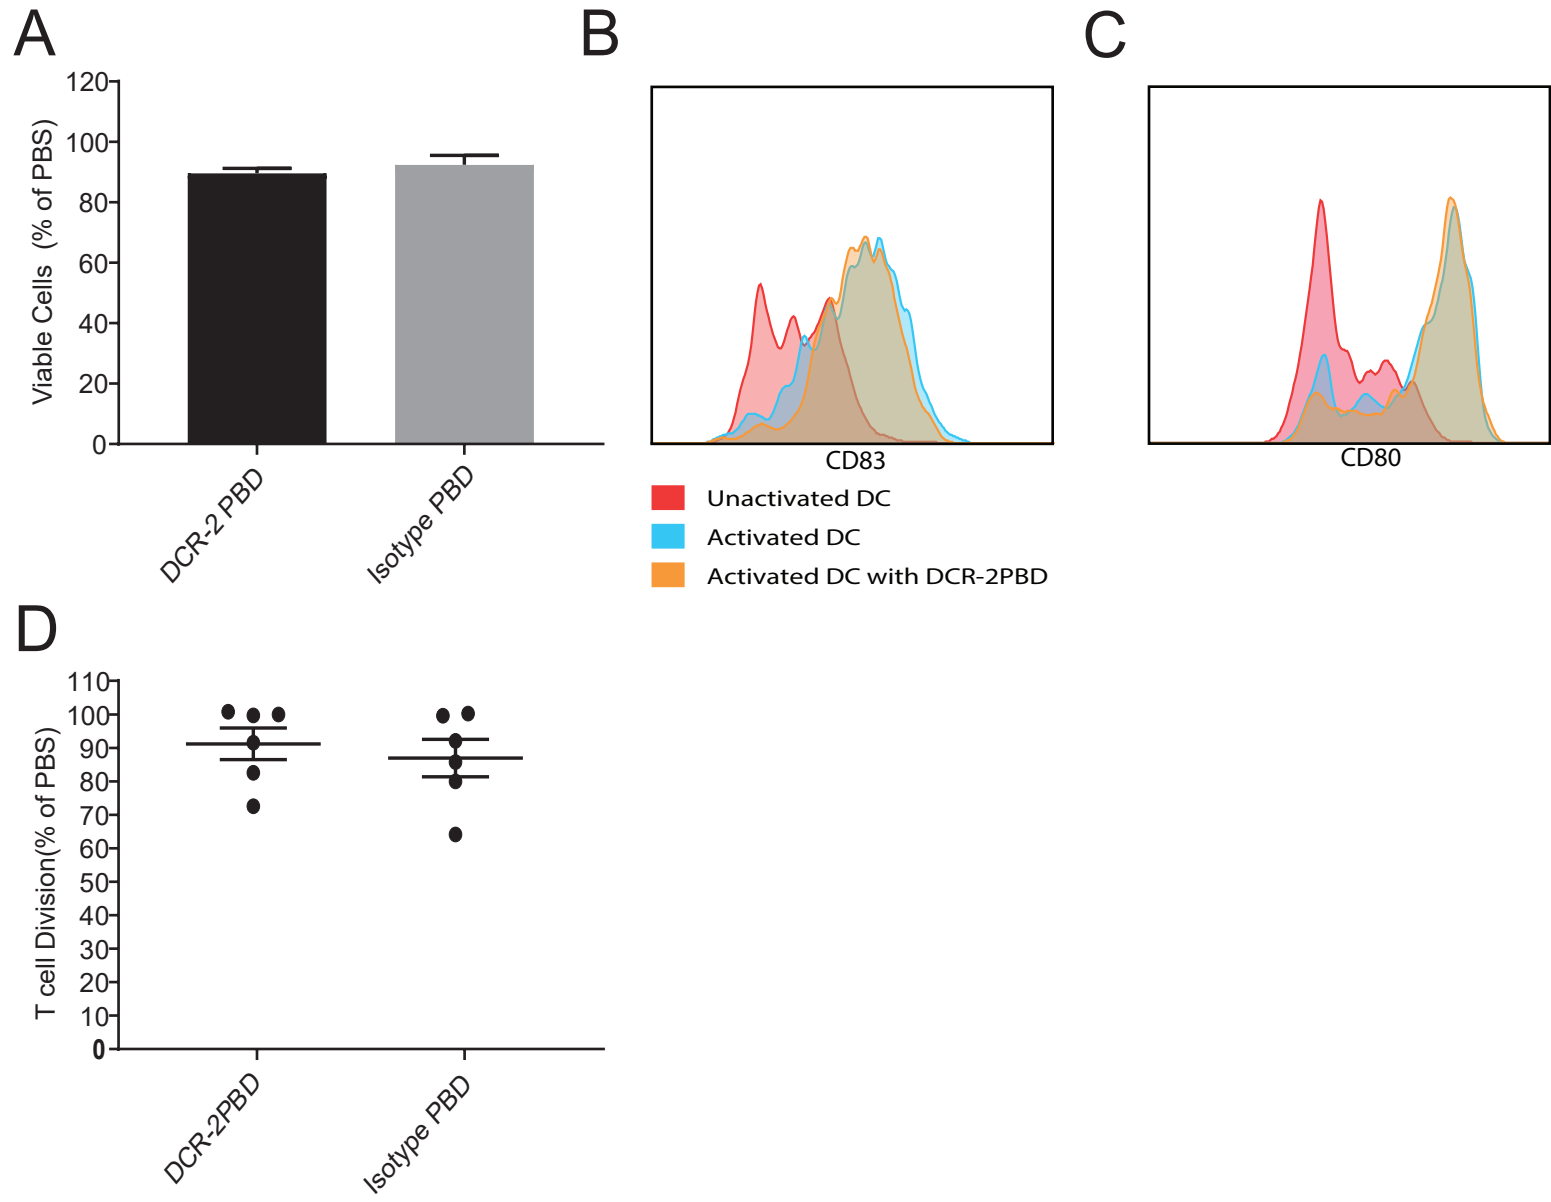 A
B
C
120
100
80
60
40
20
0
Viable Cells (% of PBS)
DCR-2 PBD
Isotype PBD
CD83
CD80
Unactivated DC
Activated DC
Activated DC with DCR-2PBD
D
110
100
90
80
70
60
50
40
30
20
10
0
T cell Division(% of PBS)
DCR-2PBD
Isotype PBD